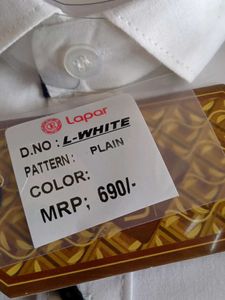 Lapar
D.NO : L-WHITE
PATTERN: PLAIN
COLOR:
MRP; 690/-